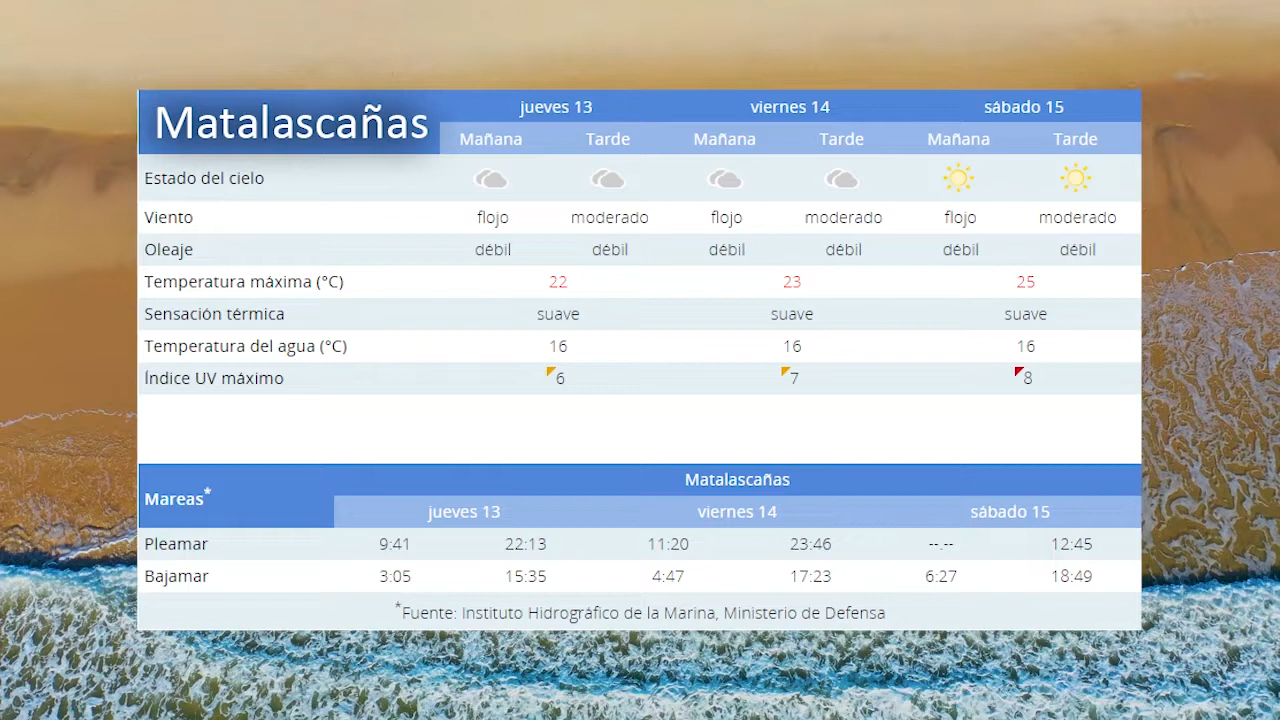 Matalascañas
jueves 13 viernes 14 sábado 15
Mañana Tarde Mañana Tarde Mañana Tarde
Estado del cielo
Viento flojo moderado flojo moderado flojo moderado
Oleaje débil débil débil débil débil débil
Temperatura máxima (°C) 22 23 25
Sensación térmica suave suave suave
Temperatura del agua (°C) 16 16 16
Índice UV máximo 6 7 8
Matalascañas
Mareas*
jueves 13 viernes 14 sábado 15
Pleamar 9:41 22:13 11:20 23:46 --.-- 12:45
Bajamar 3:05 15:35 4:47 17:23 6:27 18:49
*Fuente: Instituto Hidrográfico de la Marina, Ministerio de Defensa